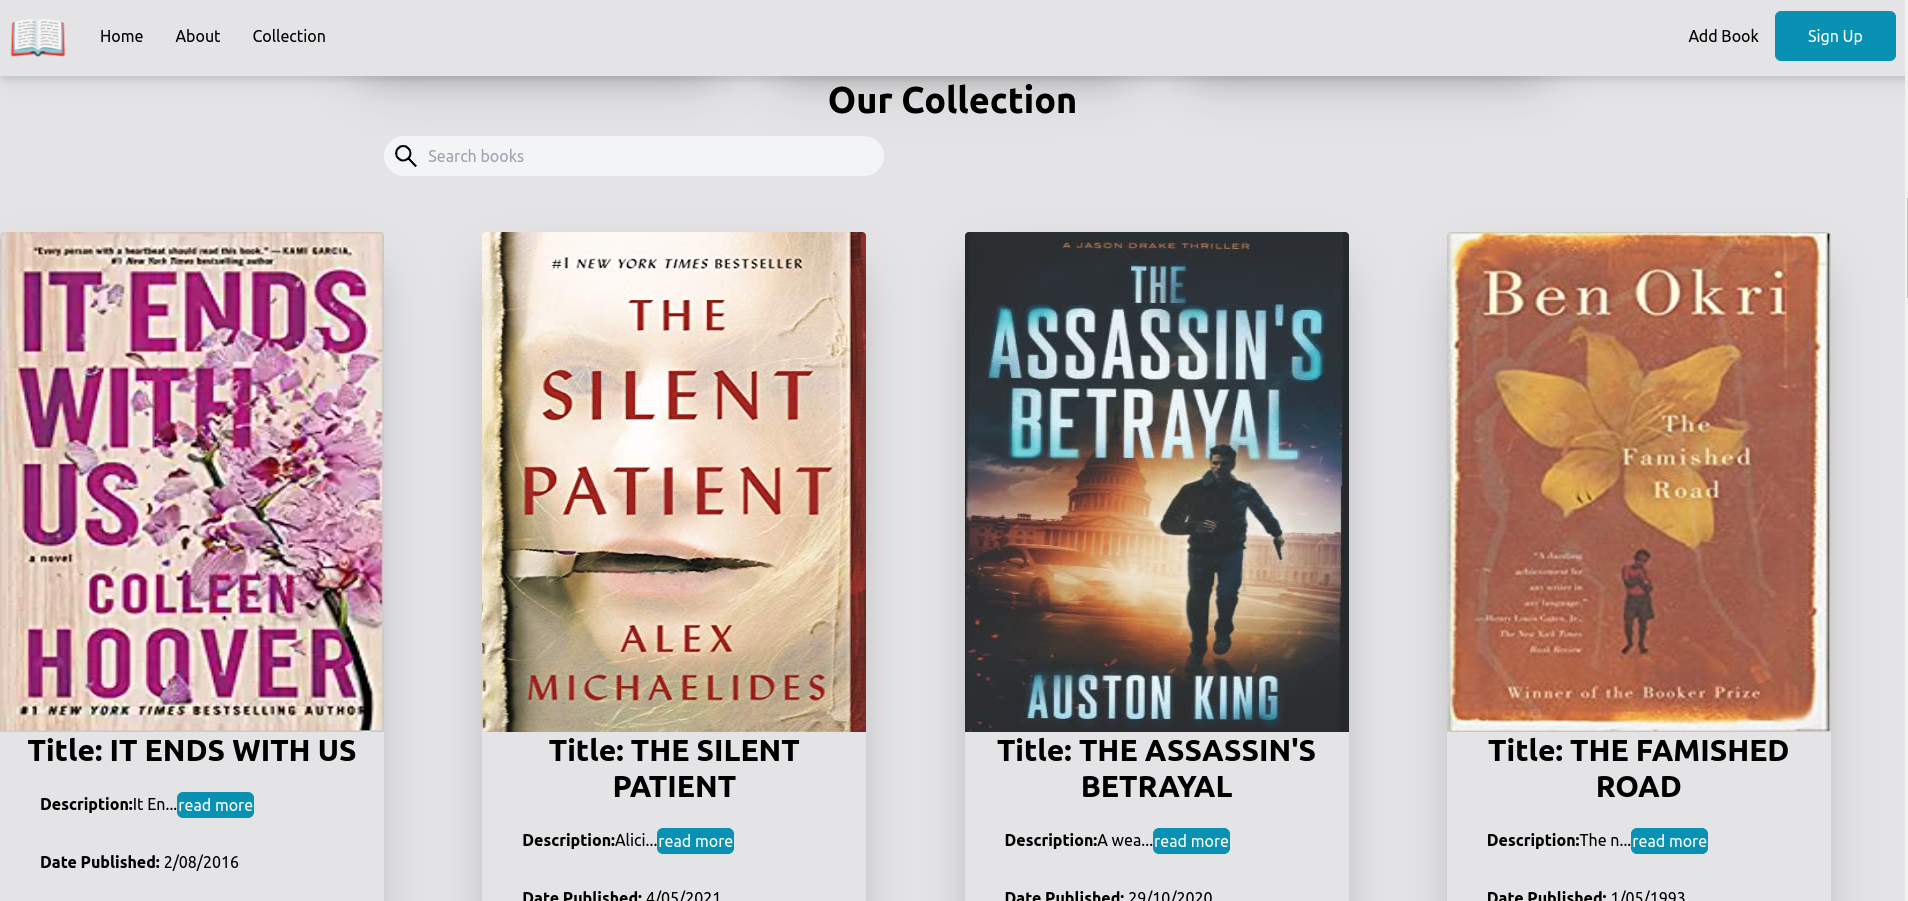 Home About Collection Add Book Sign Up
Our Collection
Search books
"Every person with a heartbeat should read this book." — KAMI GARCIA,
#1 New York Times bestselling author
IT ENDS
WITH
US
a novel
COLLEEN
HOOVER
#1 NEW YORK TIMES BESTSELLING AUTHOR
Title: IT ENDS WITH US
Description:It En...read more
Date Published: 2/08/2016
#1 NEW YORK TIMES BESTSELLER
THE
SILENT
PATIENT
ALEX
MICHAELIDES
Title: THE SILENT
PATIENT
Description:Alici...read more
Date Published: 4/05/2021
A JASON DRAKE THRILLER
THE
ASSASSIN'S
BETRAYAL
AUSTON KING
Title: THE ASSASSIN'S
BETRAYAL
Description:A wea...read more
Date Published: 29/10/2020
Ben Okri
The
Famished
Road
"A dazzling
achievement for
any writer in
any language."
—Henry Louis Gates, Jr.,
The New York Times
Book Review
Winner of the Booker Prize
Title: THE FAMISHED
ROAD
Description:The n...read more
Date Published: 1/05/1993